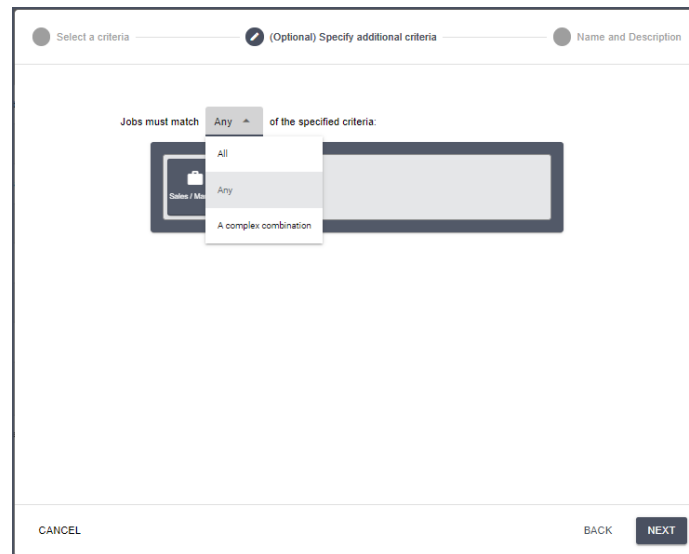 Select a criteria
(Optional) Specify additional criteria
Name and Description
Jobs must match Any of the specified criteria:
All
Any
A complex combination
Sales /
CANCEL
BACK
NEXT